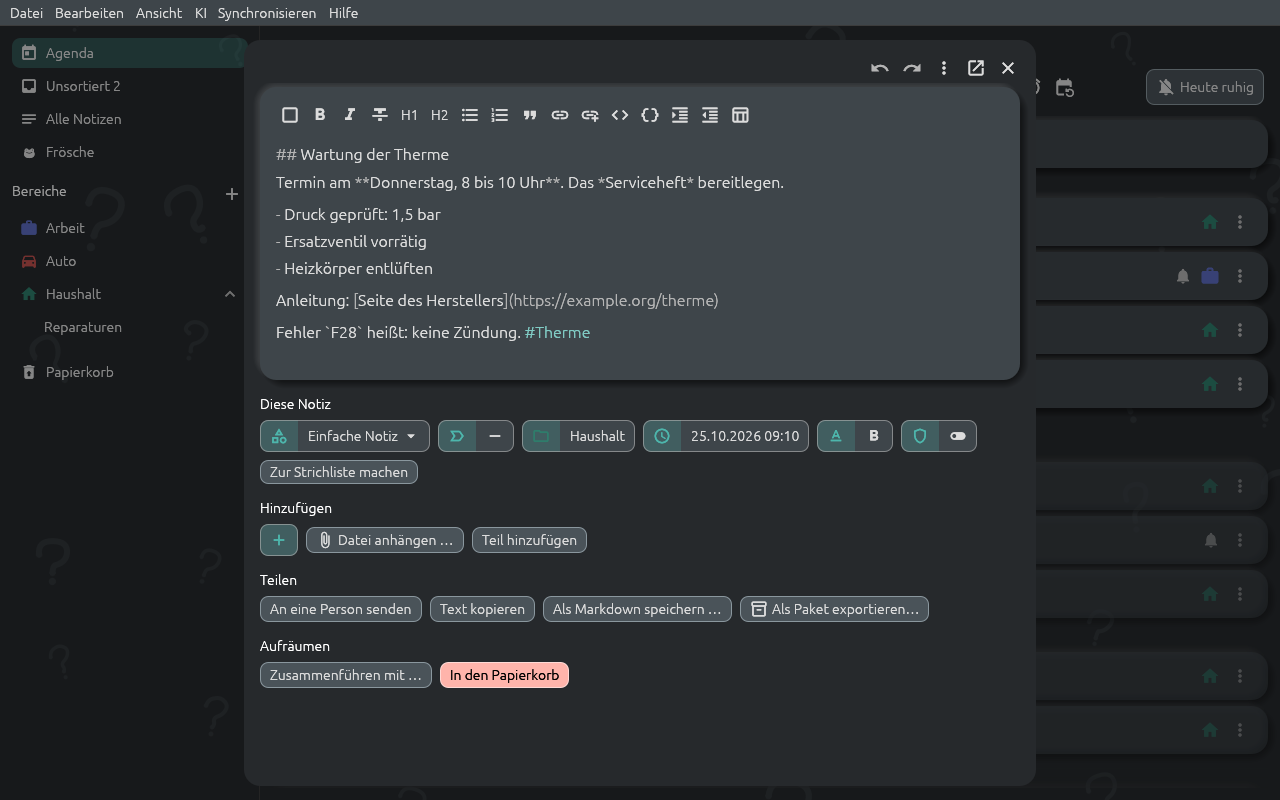 Datei Bearbeiten Ansicht KI Synchronisieren Hilfe
Agenda
Unsortiert 2
Alle Notizen
Frösche
Bereiche
Arbeit
Auto
Haushalt
Reparaturen
Papierkorb
Heute ruhig
B I H1 H2
## Wartung der Therme
Termin am **Donnerstag, 8 bis 10 Uhr**. Das *Serviceheft* bereitlegen.
- Druck geprüft: 1,5 bar
- Ersatzventil vorrätig
- Heizkörper entlüften
Anleitung: [Seite des Herstellers](https://example.org/therme)
Fehler `F28` heißt: keine Zündung. #Therme
Diese Notiz
Einfache Notiz Haushalt 25.10.2026 09:10 A B
Zur Strichliste machen
Hinzufügen
Datei anhängen … Teil hinzufügen
Teilen
An eine Person senden Text kopieren Als Markdown speichern … Als Paket exportieren…
Aufräumen
Zusammenführen mit … In den Papierkorb